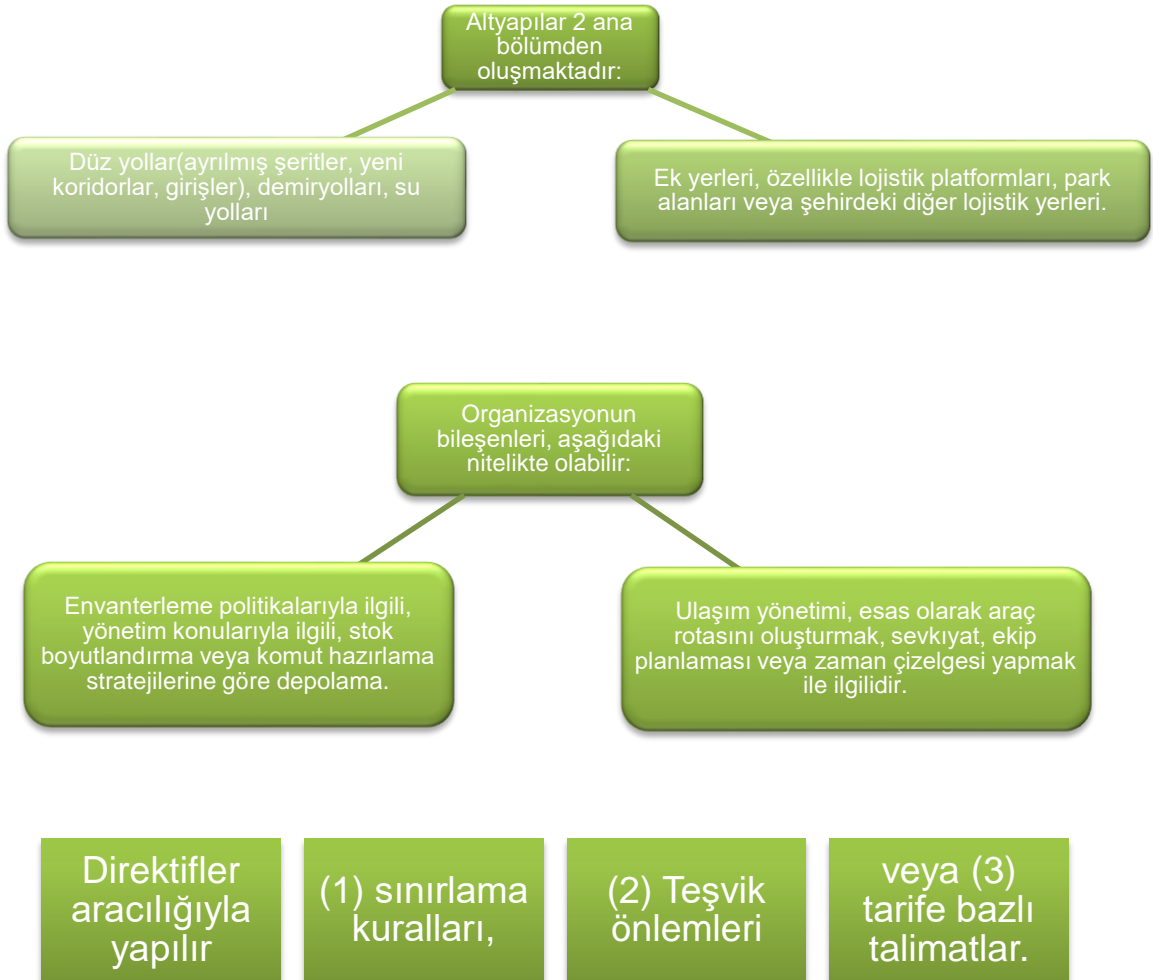 Altyapılar 2 ana
bölümden
oluşmaktadır:
Düz yollar(ayrılmış şeritler, yeni
koridorlar, girişler), demiryolları, su
yolları
Ek yerleri, özellikle lojistik platformları, park
alanları veya şehirdeki diğer lojistik yerleri.
Organizasyonun
bileşenleri, aşağıdaki
nitelikte olabilir:
Envanterleme politikalarıyla ilgili,
yönetim konularıyla ilgili, stok
boyutlandırma veya komut hazırlama
stratejilerine göre depolama.
Ulaşım yönetimi, esas olarak araç
rotasını oluşturmak, sevkıyat, ekip
planlaması veya zaman çizelgesi yapmak
ile ilgilidir.
Direktifler
aracılığıyla
yapılır
(1) sınırlama
kuralları,
(2) Teşvik
önlemleri
veya (3)
tarife bazlı
talimatlar.